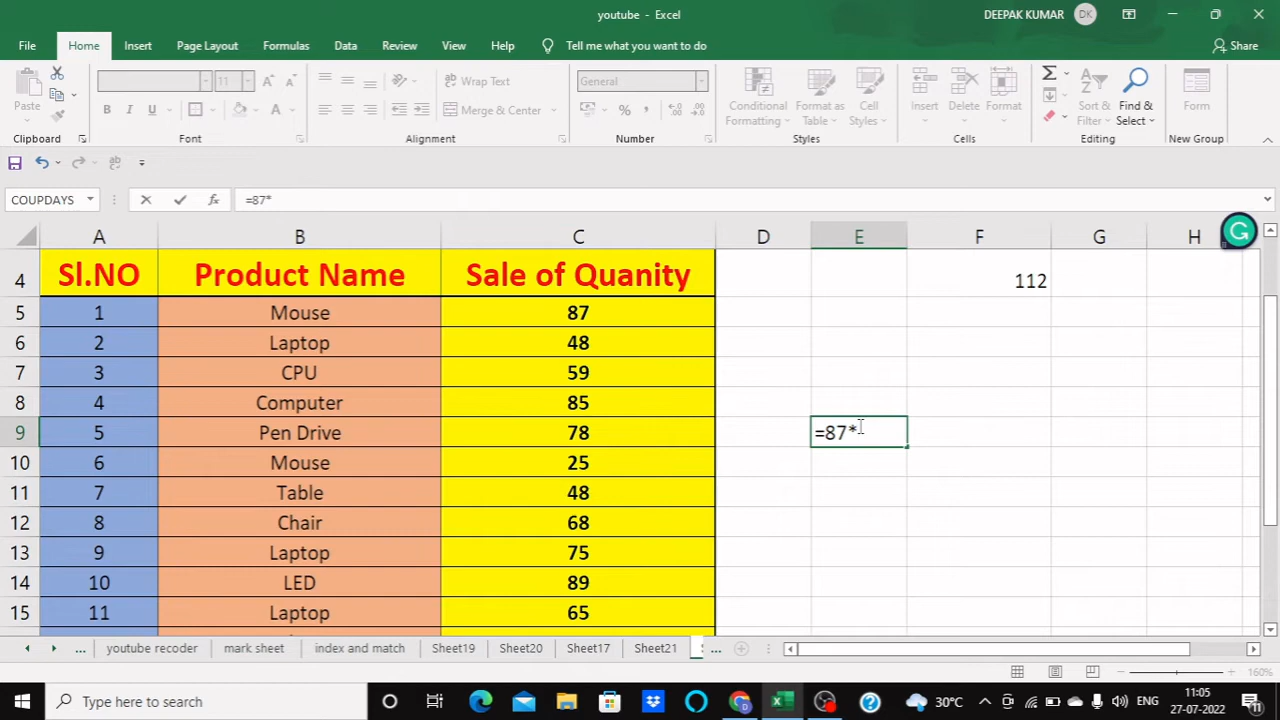 youtube - Excel
DEEPAK KUMAR DK
File Home Insert Page Layout Formulas Data Review View Help Tell me what you want to do Share
Paste
11
Wrap Text
General
B I U
Merge & Center
Conditional Formatting
Format as Table
Cell Styles
Insert
Delete
Format
Sort & Filter
Find & Select
Form
Clipboard Font Alignment Number Styles Cells Editing New Group
COUPDAYS
fx
=87*
A B C D E F G H
4 Sl.NO Product Name Sale of Quanity 112
5 1 Mouse 87
6 2 Laptop 48
7 3 CPU 59
8 4 Computer 85
9 5 Pen Drive 78 =87*
10 6 Mouse 25
11 7 Table 48
12 8 Chair 68
13 9 Laptop 75
14 10 LED 89
15 11 Laptop 65
... youtube recoder mark sheet index and match Sheet19 Sheet20 Sheet17 Sheet21 ...
160%
Type here to search
30°C
ENG
11:05
27-07-2022